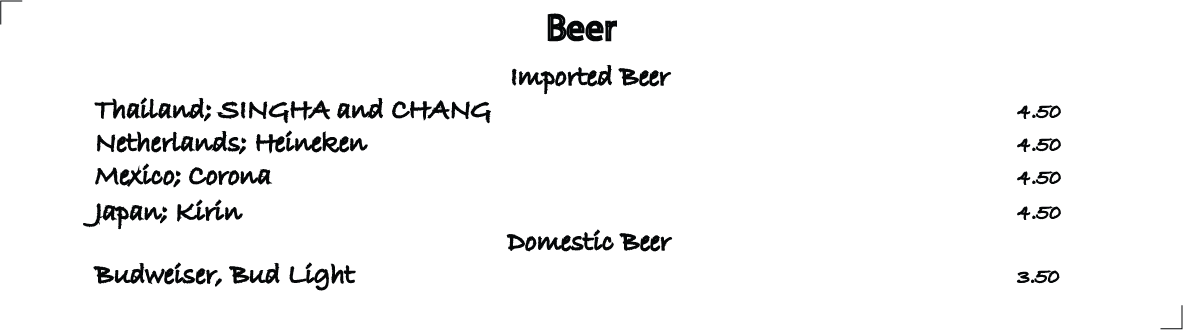 Beer
Imported Beer
Thailand; SINGHA and CHANG 4.50
Netherlands; Heineken 4.50
Mexico; Corona 4.50
Japan; Kirin 4.50
Domestic Beer
Budweiser, Bud Light 3.50